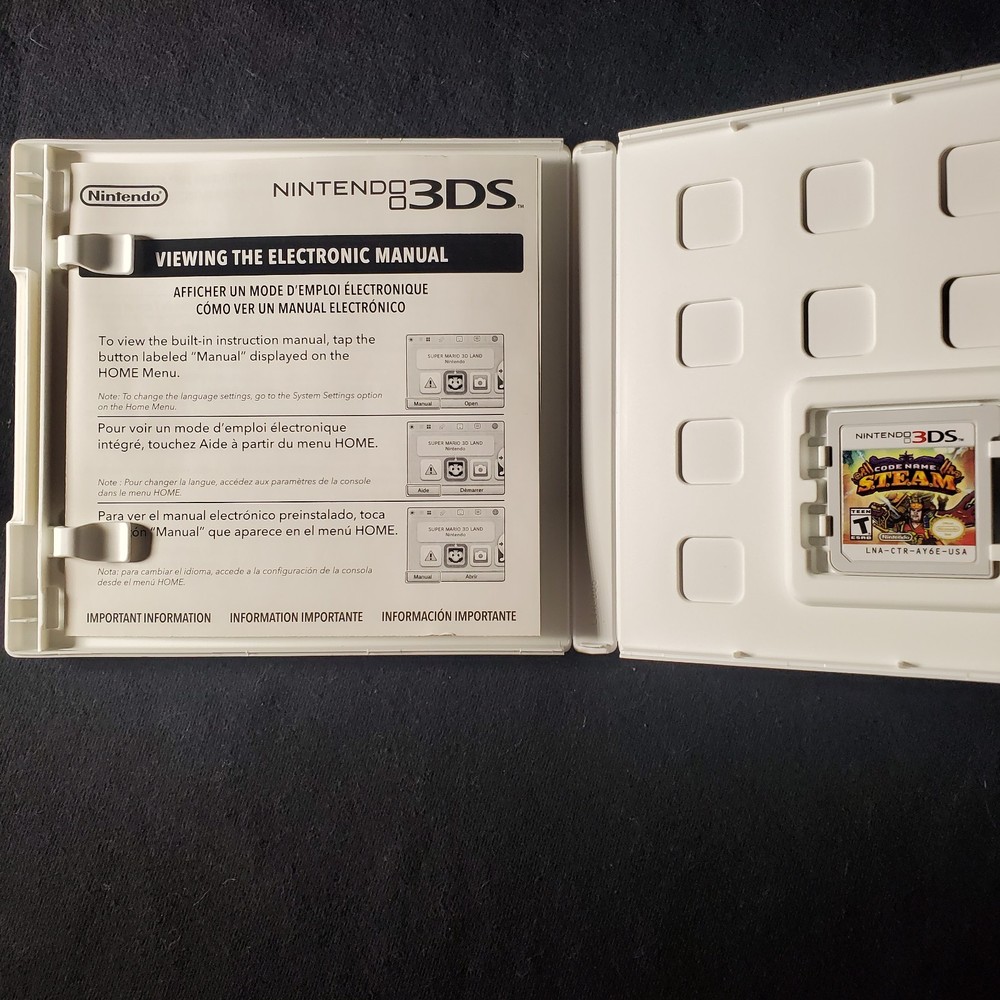 Nintendo
NINTENDO 3DS™
VIEWING THE ELECTRONIC MANUAL
AFFICHER UN MODE D'EMPLOI ÉLECTRONIQUE
CÓMO VER UN MANUAL ELECTRÓNICO
To view the built-in instruction manual, tap the
button labeled "Manual" displayed on the
HOME Menu.
Note: To change the language settings, go to the System Settings option
on the Home Menu.
SUPER MARIO 3D LAND
Nintendo
Manual
Open
Pour voir un mode d'emploi électronique
intégré, touchez Aide à partir du menu HOME.
Note : Pour changer la langue, accédez aux paramètres de la console
dans le menu HOME.
SUPER MARIO 3D LAND
Nintendo
Aide
Démarrer
Para ver el manual electrónico preinstalado, toca
ón "Manual" que aparece en el menú HOME.
Nota: para cambiar el idioma, accede a la configuración de la consola
desde el menú HOME.
SUPER MARIO 3D LAND
Nintendo
Manual
Abrir
IMPORTANT INFORMATION INFORMATION IMPORTANTE INFORMACIÓN IMPORTANTE
NINTENDO 3DS™
CODE NAME
S.T.E.A.M.
TEEN
T
ESRB
Nintendo
LNA-CTR-AY6E-USA